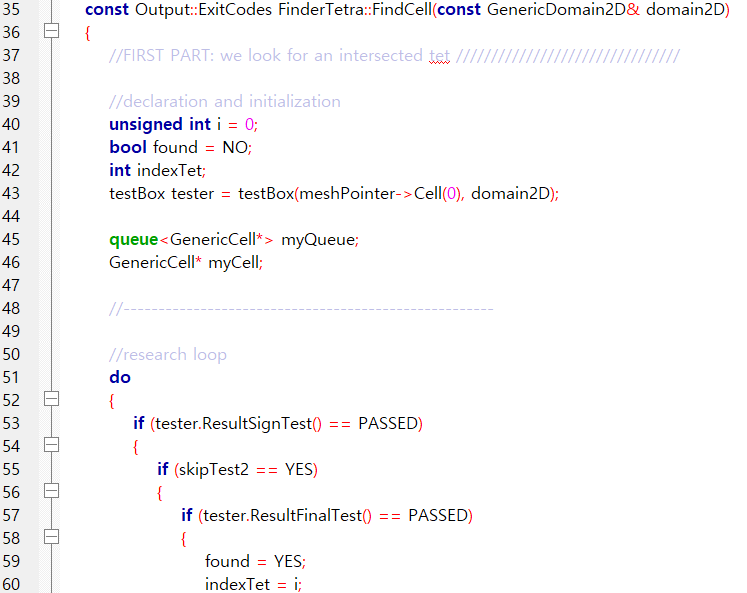 35 const Output::ExitCodes FinderTetra::FindCell(const GenericDomain2D& domain2D)
36 {
37 //FIRST PART: we look for an intersected tet ////////////////////////////////
38
39 //declaration and initialization
40 unsigned int i = 0;
41 bool found = NO;
42 int indexTet;
43 testBox tester = testBox(meshPointer->Cell(0), domain2D);
44
45 queue<GenericCell*> myQueue;
46 GenericCell* myCell;
47
48 //-----------------------------------------------------
49
50 //research loop
51 do
52 {
53 if (tester.ResultSignTest() == PASSED)
54 {
55 if (skipTest2 == YES)
56 {
57 if (tester.ResultFinalTest() == PASSED)
58 {
59 found = YES;
60 indexTet = i;